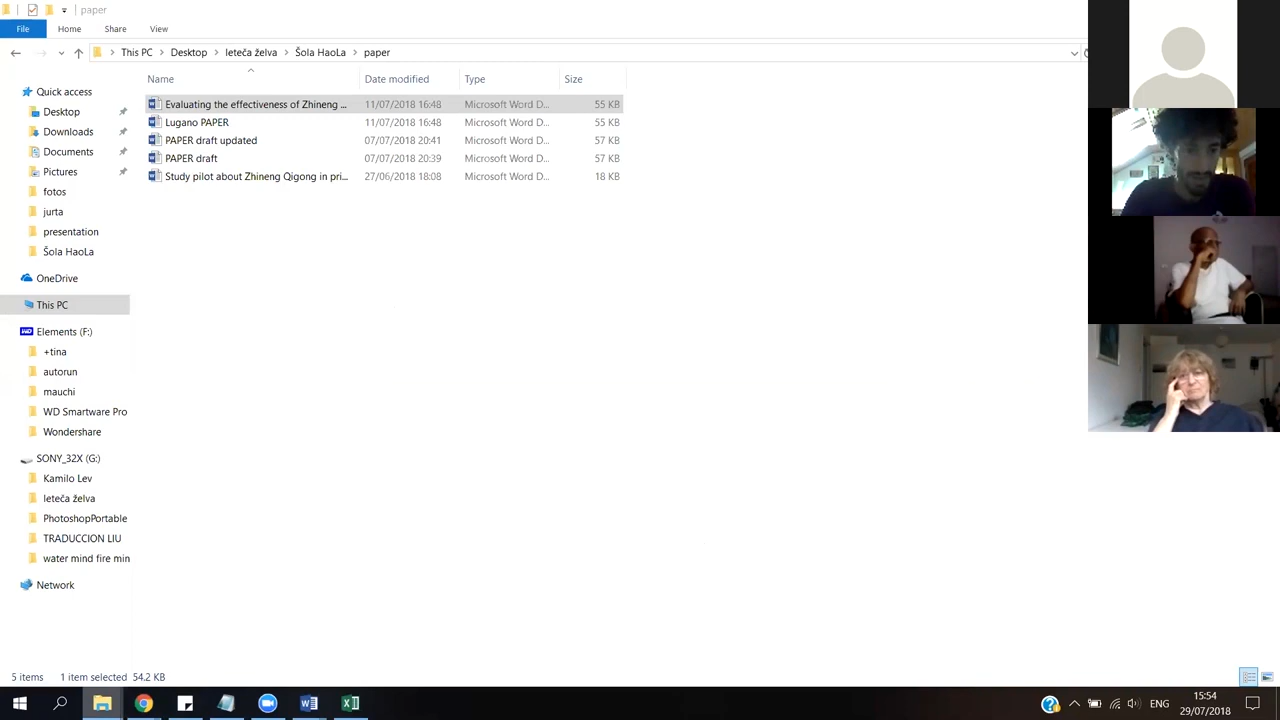 paper
File Home Share View
This PC Desktop leteča želva Šola HaoLa paper
Name Date modified Type Size
Evaluating the effectiveness of Zhineng ... 11/07/2018 16:48 Microsoft Word D... 55 KB
Lugano PAPER 11/07/2018 16:48 Microsoft Word D... 55 KB
PAPER draft updated 07/07/2018 20:41 Microsoft Word D... 57 KB
PAPER draft 07/07/2018 20:39 Microsoft Word D... 57 KB
Study pilot about Zhineng Qigong in pri... 27/06/2018 18:08 Microsoft Word D... 18 KB
Quick access
Desktop
Downloads
Documents
Pictures
fotos
jurta
presentation
Šola HaoLa
OneDrive
This PC
WD Elements (F:)
+tina
autorun
mauchi
WD Smartware Pro
Wondershare
SONY_32X (G:)
Kamilo Lev
leteča želva
PhotoshopPortable
TRADUCCION LIU
water mind fire min
Network
5 items 1 item selected 54,2 KB
ENG 15:54
29/07/2018